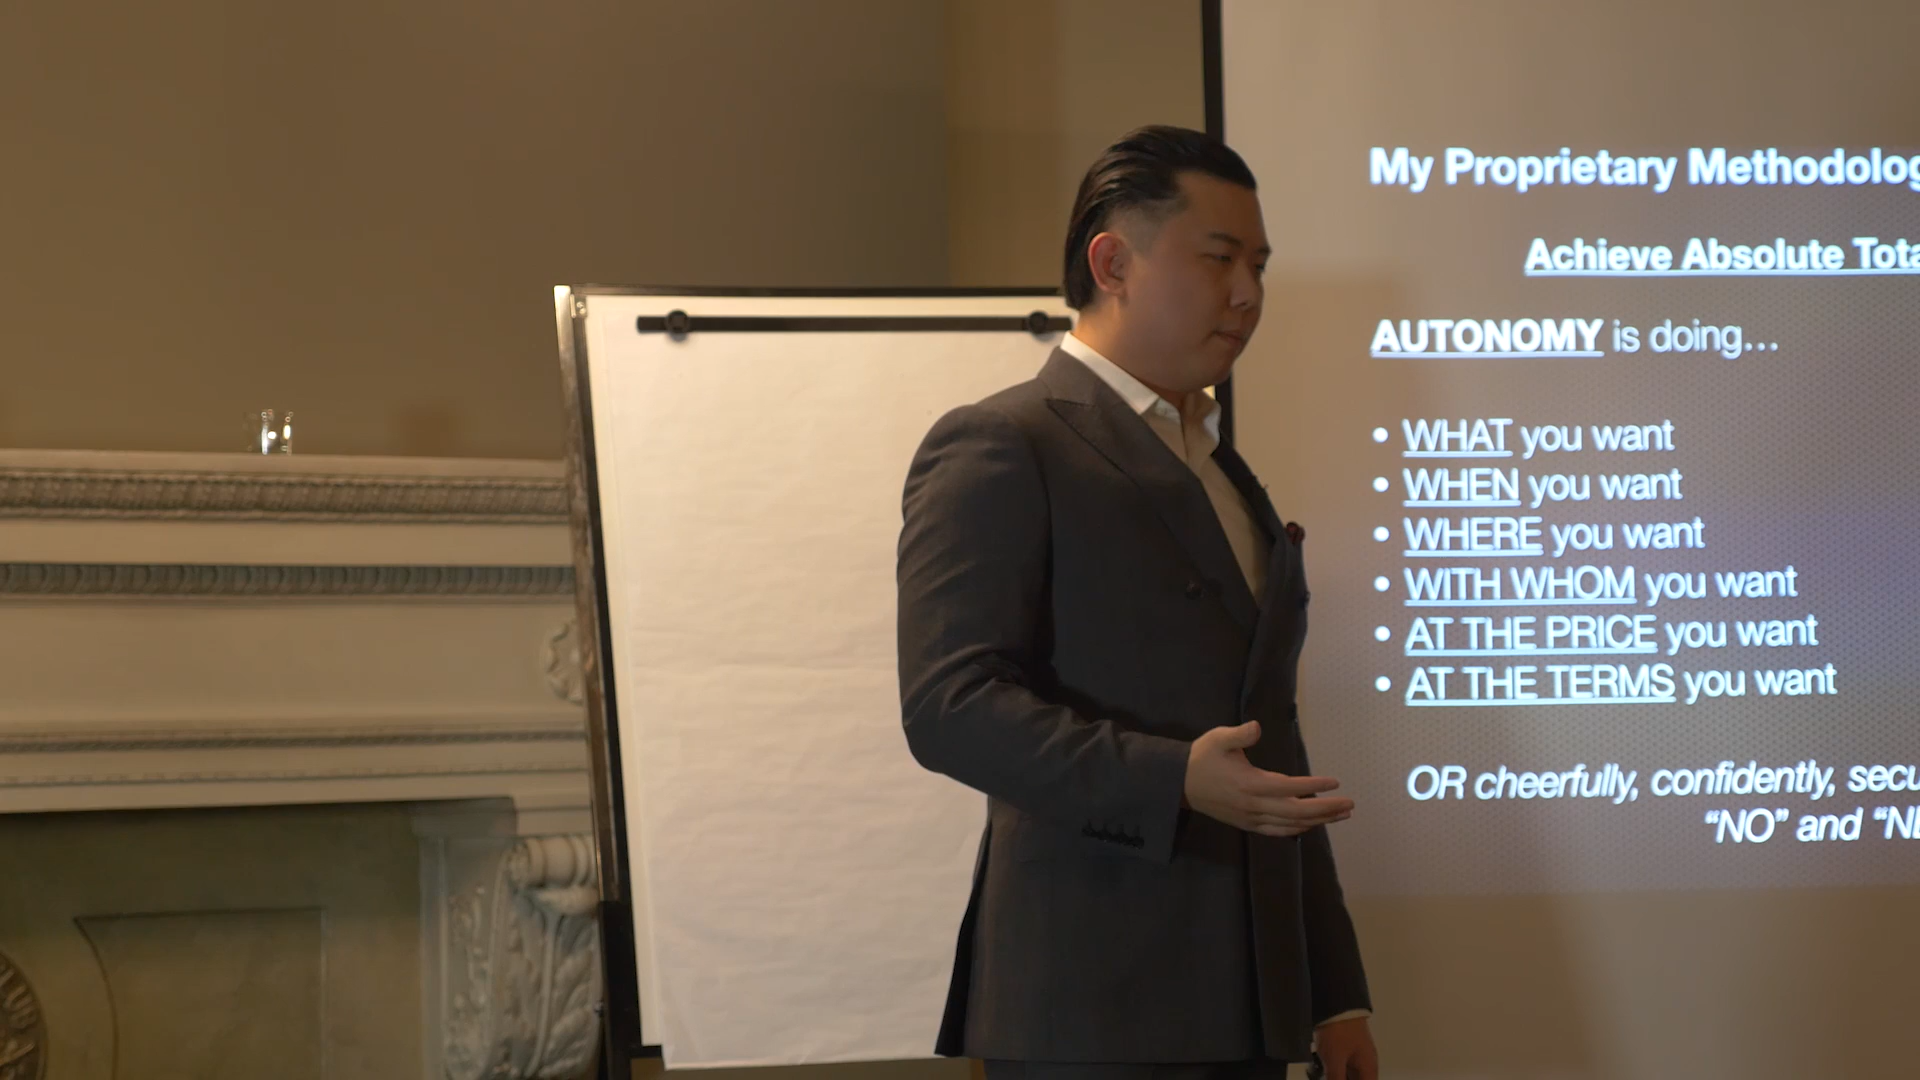 My Proprietary Methodolog
Achieve Absolute Tota
AUTONOMY is doing…
• WHAT you want
• WHEN you want
• WHERE you want
• WITH WHOM you want
• AT THE PRICE you want
• AT THE TERMS you want
OR cheerfully, confidently, secu
“NO” and “NE